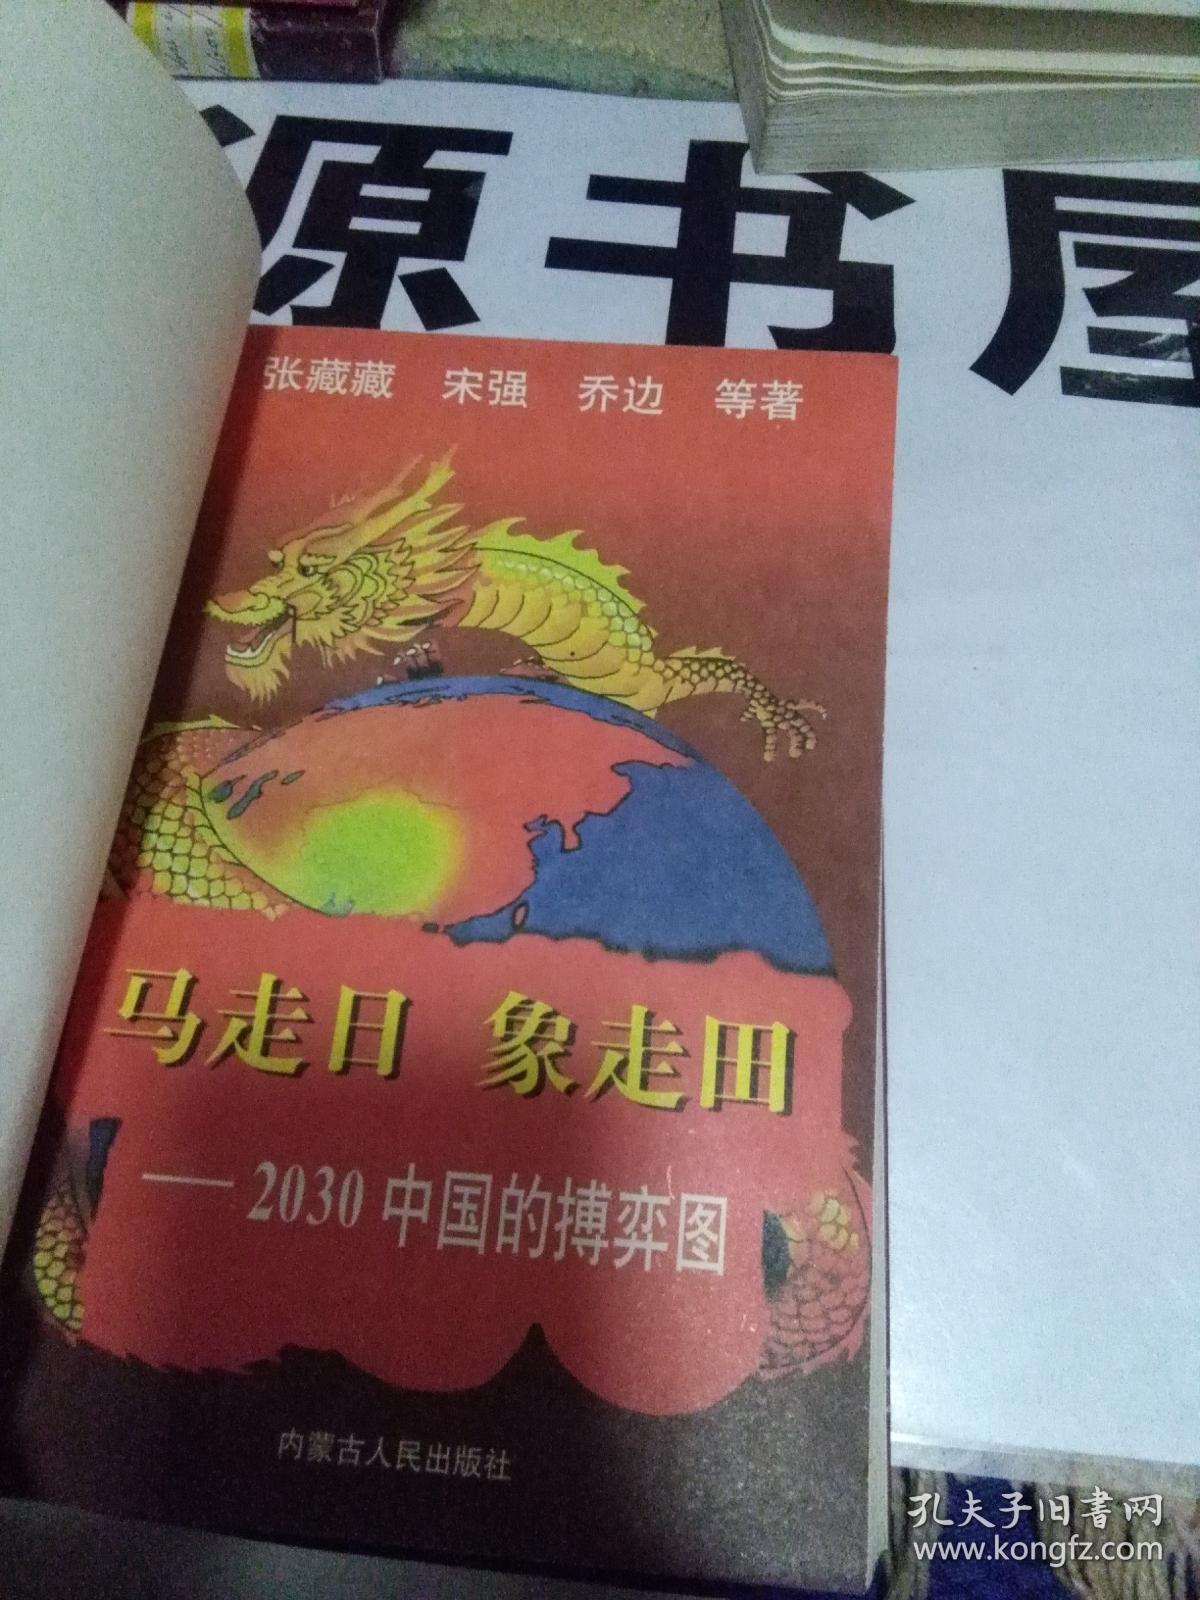 源书屋
张藏藏 宋强 乔边 等著
马走日 象走田
——2030中国的搏弈图
内蒙古人民出版社
孔夫子旧书网
www.kongfz.com